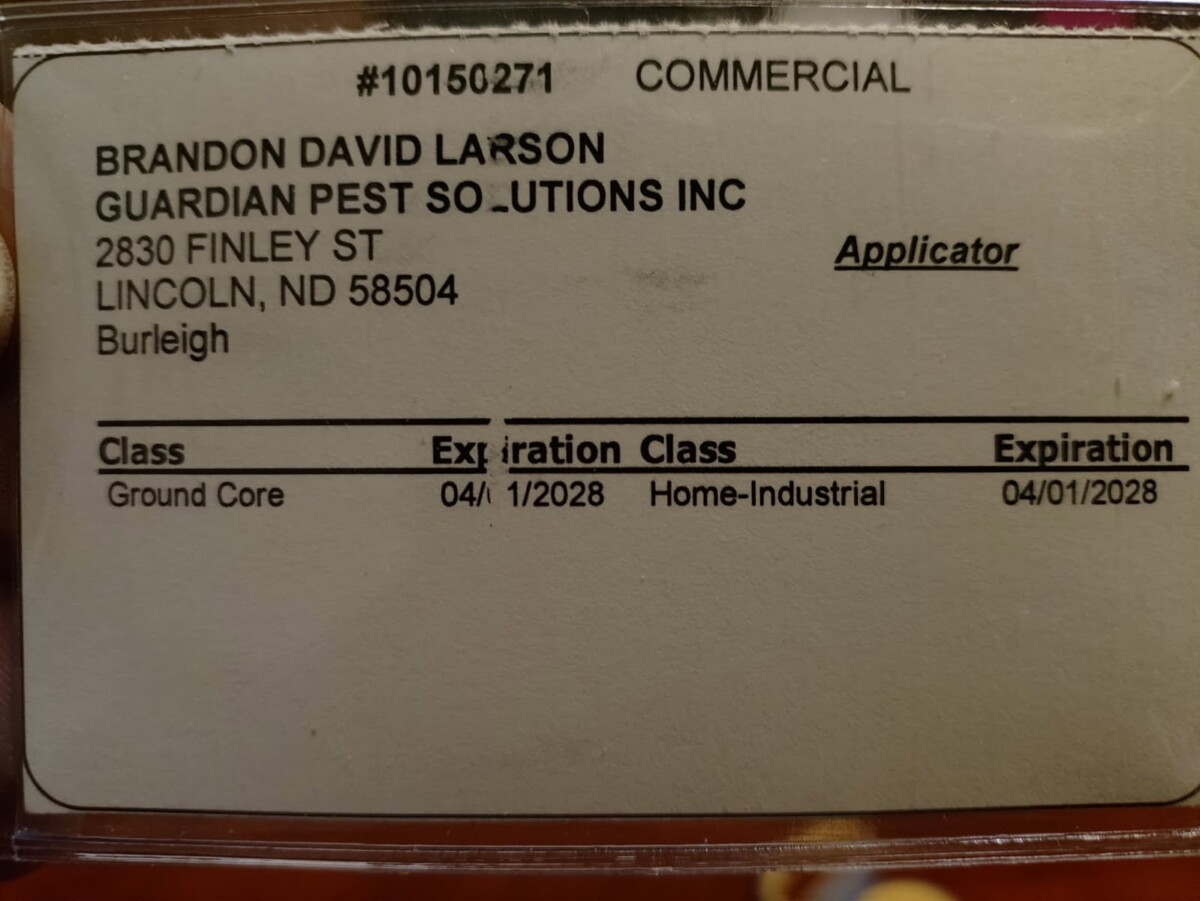 #10150271 COMMERCIAL
BRANDON DAVID LARSON
GUARDIAN PEST SOLUTIONS INC
2830 FINLEY ST
Applicator
LINCOLN, ND 58504
Burleigh
Class Expiration Class Expiration
Ground Core 04/01/2028 Home-Industrial 04/01/2028